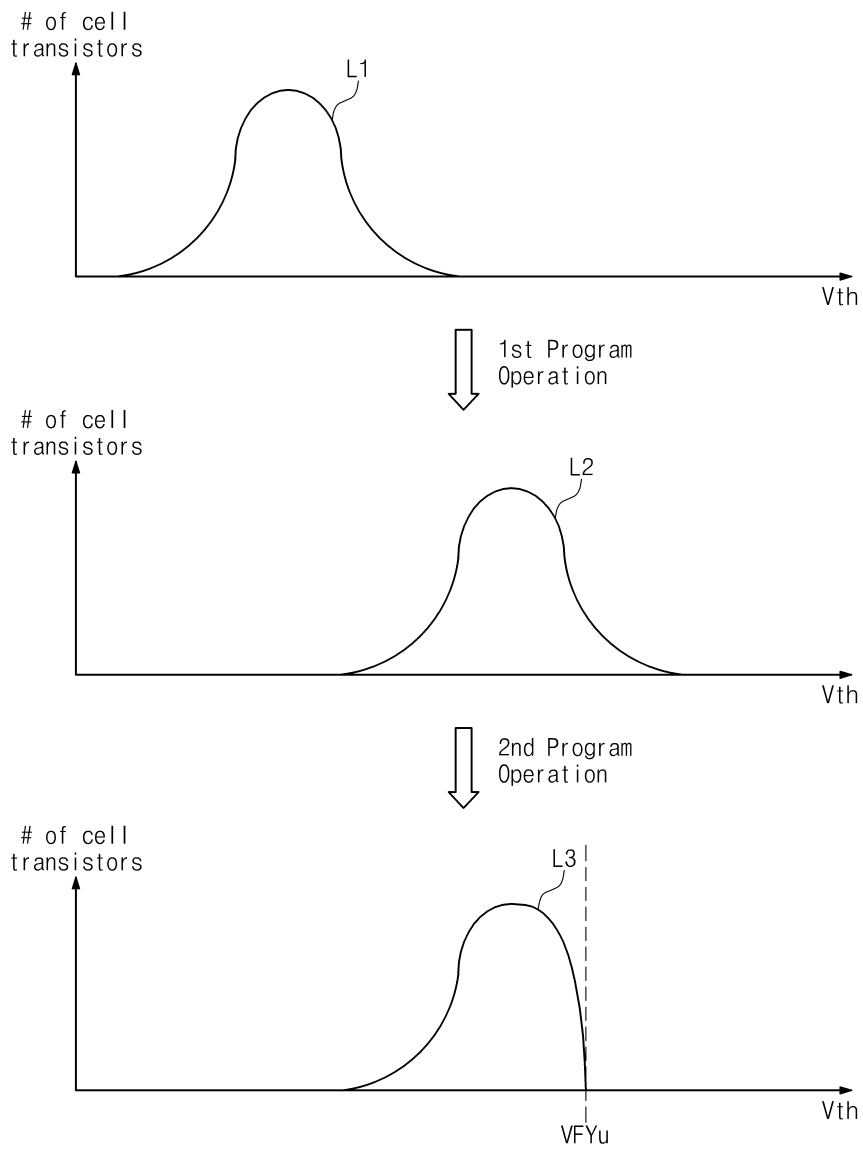 # of cell
transistors
L1
Vth
1st Program
Operation
# of cell
transistors
L2
Vth
2nd Program
Operation
# of cell
transistors
L3
Vth
VFYu